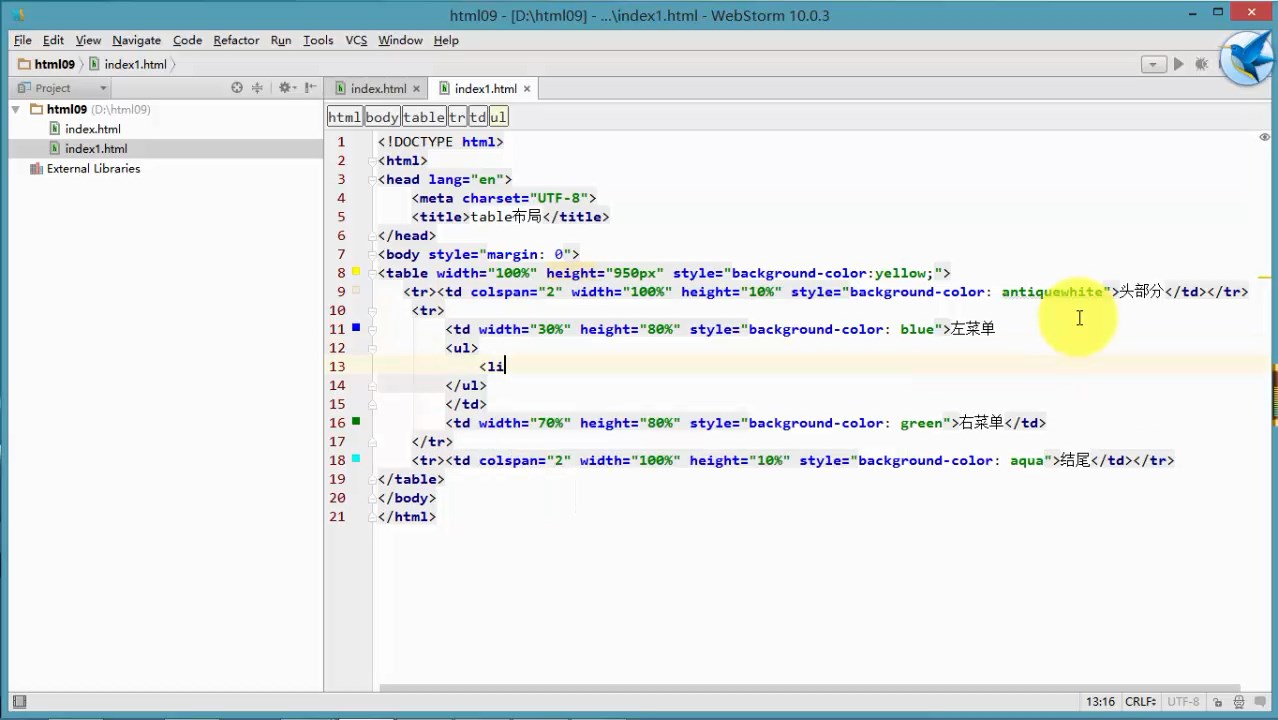 html09 - [D:\html09] - ...\index1.html - WebStorm 10.0.3
File Edit View Navigate Code Refactor Run Tools VCS Window Help
html09 index1.html
Project index.html index1.html
html09 (D:\html09)
index.html
index1.html
External Libraries
html body table tr td ul
1 <!DOCTYPE html>
2 <html>
3 <head lang="en">
4 <meta charset="UTF-8">
5 <title>table布局</title>
6 </head>
7 <body style="margin: 0">
8 <table width="100%" height="950px" style="background-color:yellow;">
9 <tr><td colspan="2" width="100%" height="10%" style="background-color: antiquewhite">头部分</td></tr>
10 <tr>
11 <td width="30%" height="80%" style="background-color: blue">左菜单
12 <ul>
13 <li
14 </ul>
15 </td>
16 <td width="70%" height="80%" style="background-color: green">右菜单</td>
17 </tr>
18 <tr><td colspan="2" width="100%" height="10%" style="background-color: aqua">结尾</td></tr>
19 </table>
20 </body>
21 </html>
13:16 CRLF UTF-8